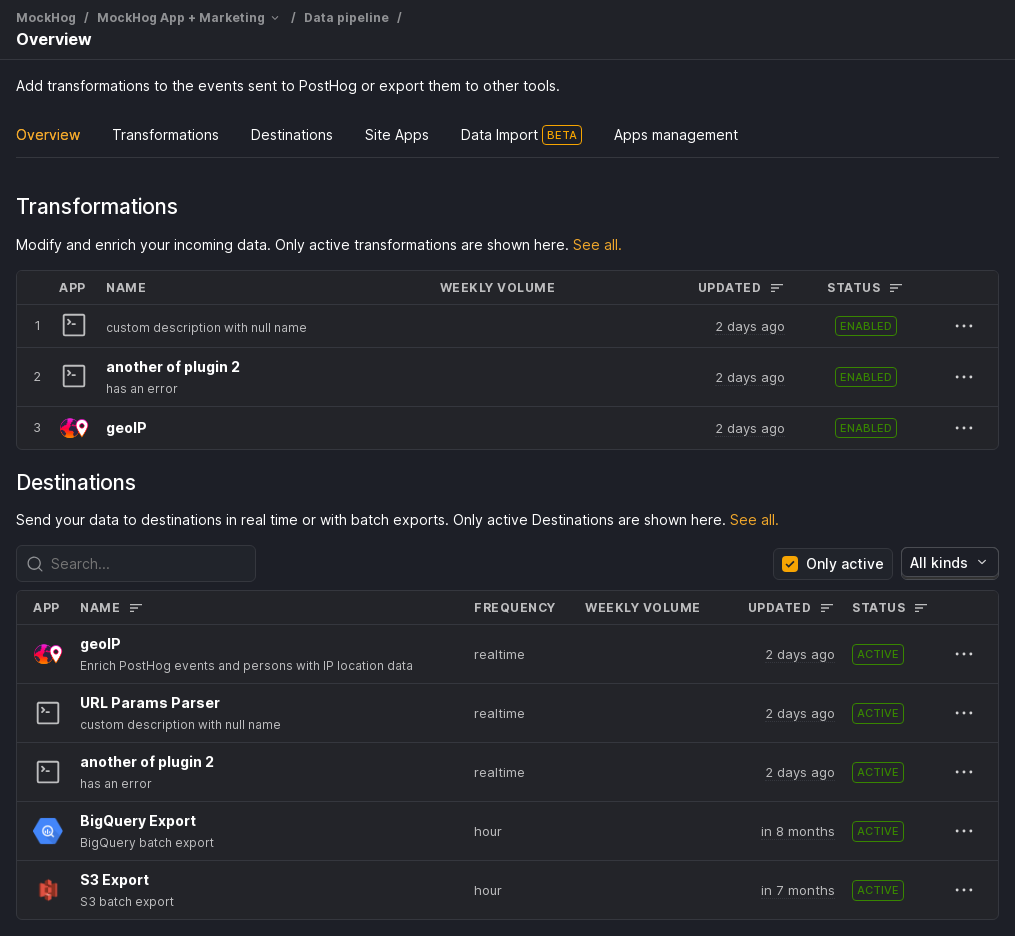 MockHog / MockHog App + Marketing / Data pipeline /
Overview
Add transformations to the events sent to PostHog or export them to other tools.
Overview Transformations Destinations Site Apps Data Import BETA Apps management
Transformations
Modify and enrich your incoming data. Only active transformations are shown here. See all.
APP NAME WEEKLY VOLUME UPDATED STATUS
1 custom description with null name 2 days ago ENABLED
another of plugin 2
2 2 days ago ENABLED
has an error
3 geoIP 2 days ago ENABLED
Destinations
Send your data to destinations in real time or with batch exports. Only active Destinations are shown here. See all.
Search... Only active All kinds
APP NAME FREQUENCY WEEKLY VOLUME UPDATED STATUS
geoIP
Enrich PostHog events and persons with IP location data
realtime 2 days ago ACTIVE
URL Params Parser
custom description with null name
realtime 2 days ago ACTIVE
another of plugin 2
has an error
realtime 2 days ago ACTIVE
BigQuery Export
BigQuery batch export
hour in 8 months ACTIVE
S3 Export
S3 batch export
hour in 7 months ACTIVE